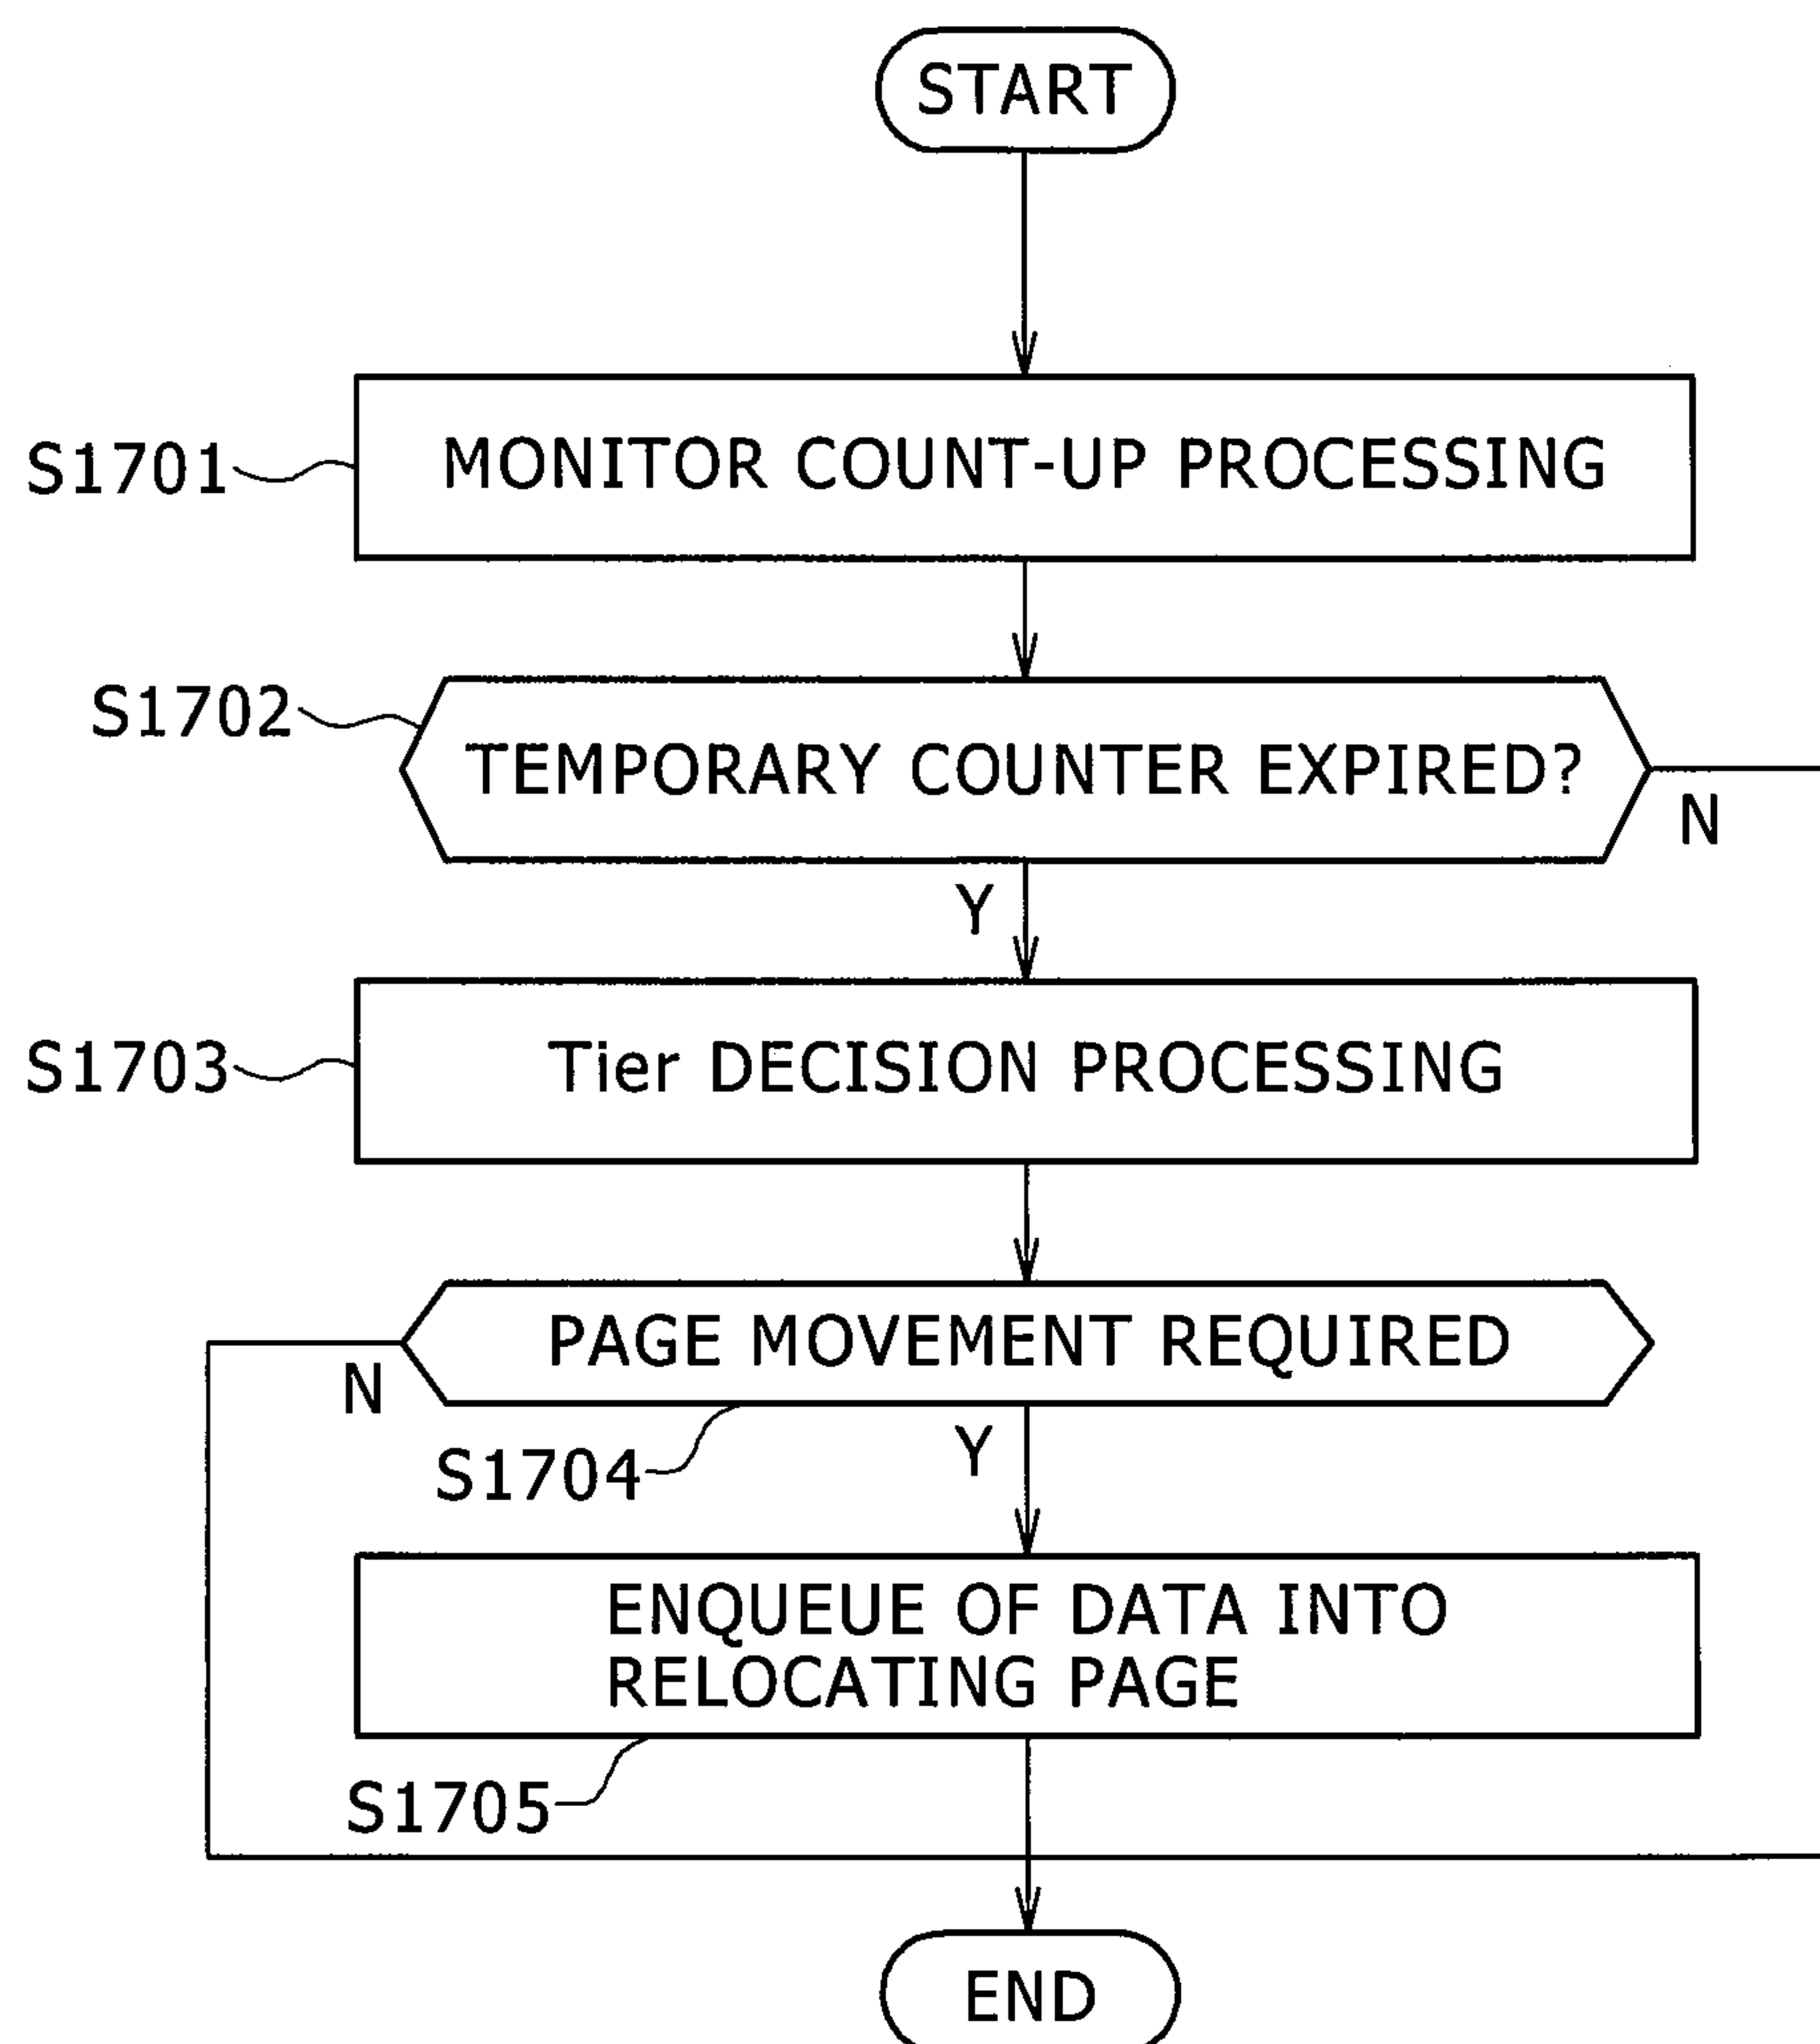 START
S1701
MONITOR COUNT-UP PROCESSING
S1702
TEMPORARY COUNTER EXPIRED?
N
Y
S1703
Tier DECISION PROCESSING
PAGE MOVEMENT REQUIRED
N
S1704
Y
ENQUEUE OF DATA INTO
RELOCATING PAGE
S1705
END